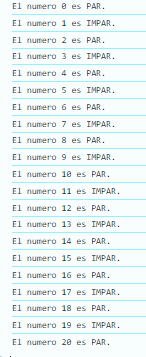 El numero 0 es PAR.
El numero 1 es IMPAR.
El numero 2 es PAR.
El numero 3 es IMPAR.
El numero 4 es PAR.
El numero 5 es IMPAR.
El numero 6 es PAR.
El numero 7 es IMPAR.
El numero 8 es PAR.
El numero 9 es IMPAR.
El numero 10 es PAR.
El numero 11 es IMPAR.
El numero 12 es PAR.
El numero 13 es IMPAR.
El numero 14 es PAR.
El numero 15 es IMPAR.
El numero 16 es PAR.
El numero 17 es IMPAR.
El numero 18 es PAR.
El numero 19 es IMPAR.
El numero 20 es PAR.